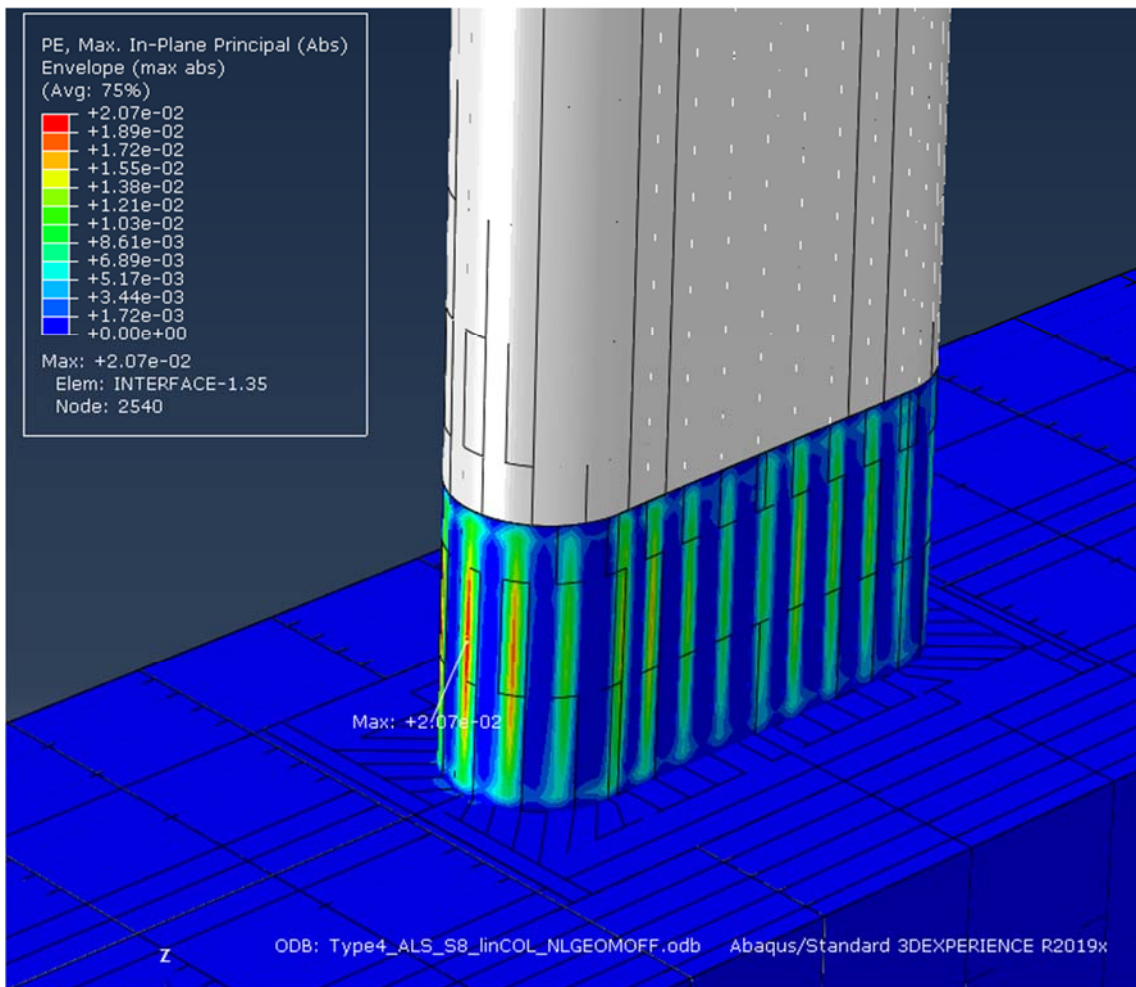 PE, Max. In-Plane Principal (Abs)
Envelope (max abs)
(Avg: 75%)
+2.07e-02
+1.89e-02
+1.72e-02
+1.55e-02
+1.38e-02
+1.21e-02
+1.03e-02
+8.61e-03
+6.89e-03
+5.17e-03
+3.44e-03
+1.72e-03
+0.00e+00
Max: +2.07e-02
Elem: INTERFACE-1.35
Node: 2540
Max: +2.07e-02
Z
ODB: Type4_ALS_S8_linCOL_NLGEOMOFF.odb Abaqus/Standard 3DEXPERIENCE R2019x